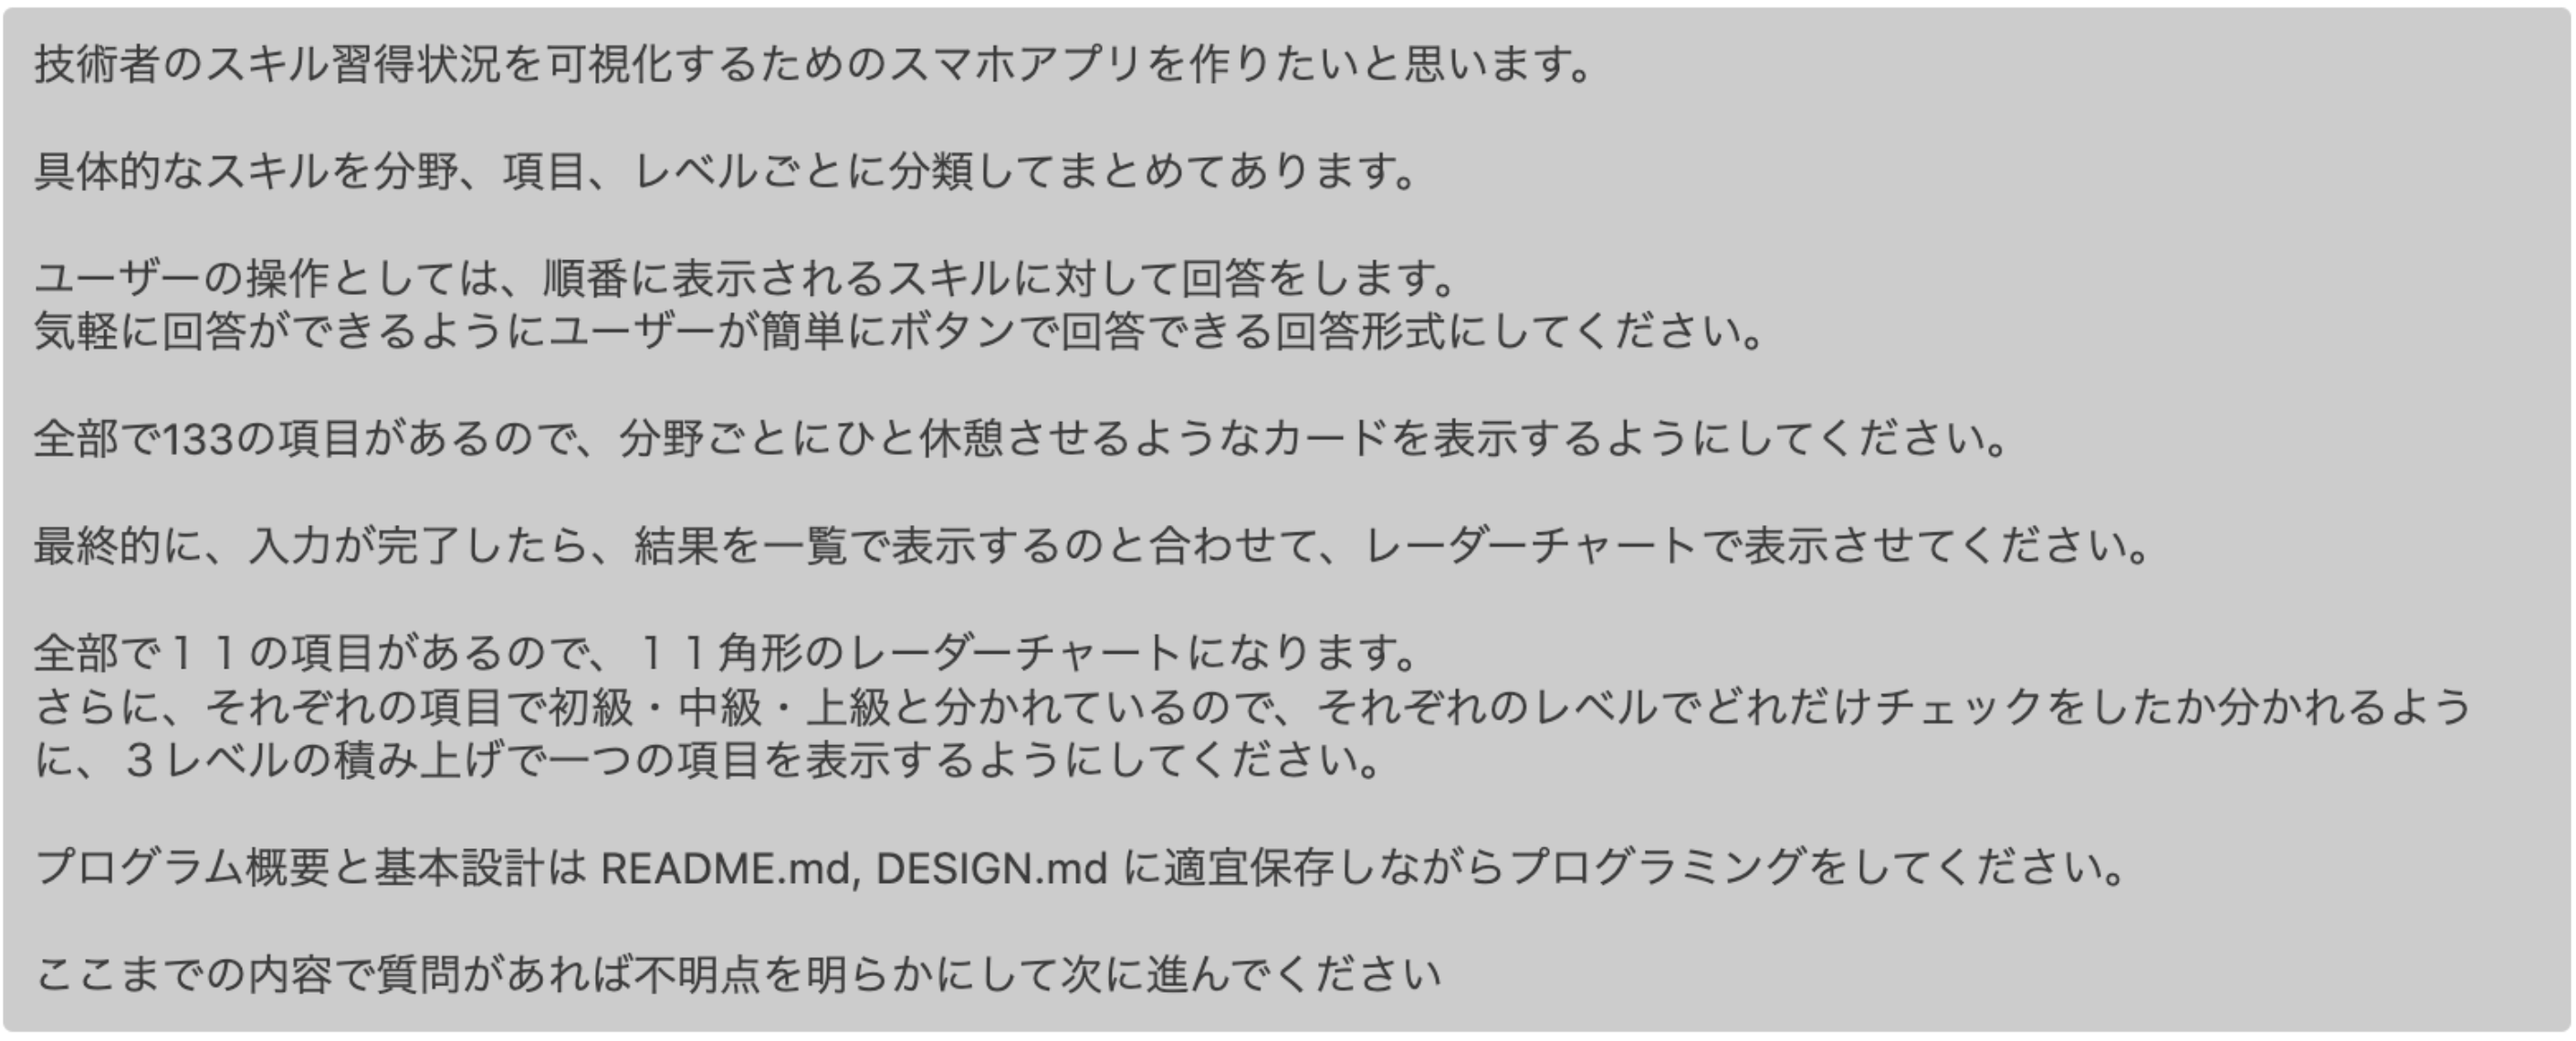 技術者のスキル習得状況を可視化するためのスマホアプリを作りたいと思います。
具体的なスキルを分野、項目、レベルごとに分類してまとめてあります。
ユーザーの操作としては、順番に表示されるスキルに対して回答をします。
気軽に回答ができるようにユーザーが簡単にボタンで回答できる回答形式にしてください。
全部で133の項目があるので、分野ごとにひと休憩させるようなカードを表示するようにしてください。
最終的に、入力が完了したら、結果を一覧で表示するのと合わせて、レーダーチャートで表示させてください。
全部で１１の項目があるので、１１角形のレーダーチャートになります。
さらに、それぞれの項目で初級・中級・上級と分かれているので、それぞれのレベルでどれだけチェックをしたか分かれるよう
に、３レベルの積み上げで一つの項目を表示するようにしてください。
プログラム概要と基本設計は README.md, DESIGN.md に適宜保存しながらプログラミングをしてください。
ここまでの内容で質問があれば不明点を明らかにして次に進んでください